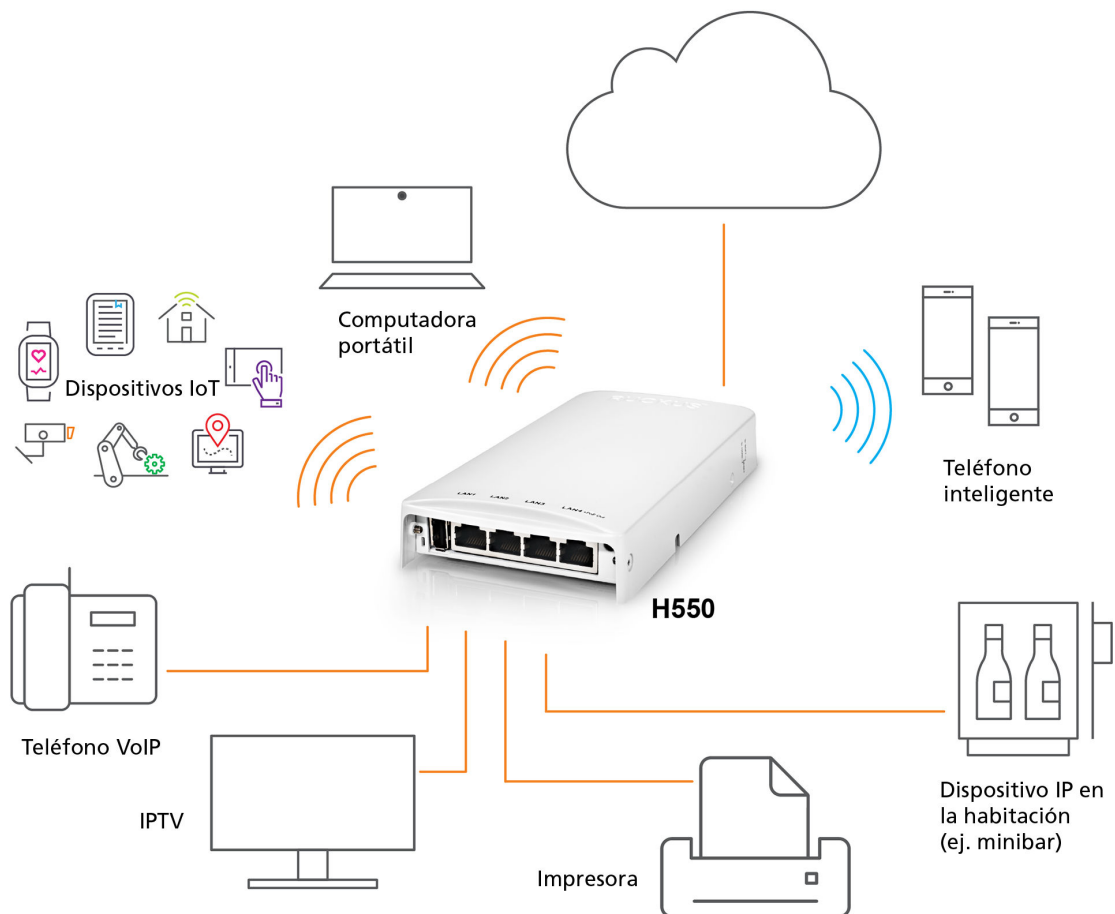 Computadora
portátil
Dispositivos IoT
Teléfono
inteligente
LAN1
LAN2
LAN3
LAN4
H550
Teléfono VoIP
IPTV
Impresora
Dispositivo IP en
la habitación
(ej. minibar)